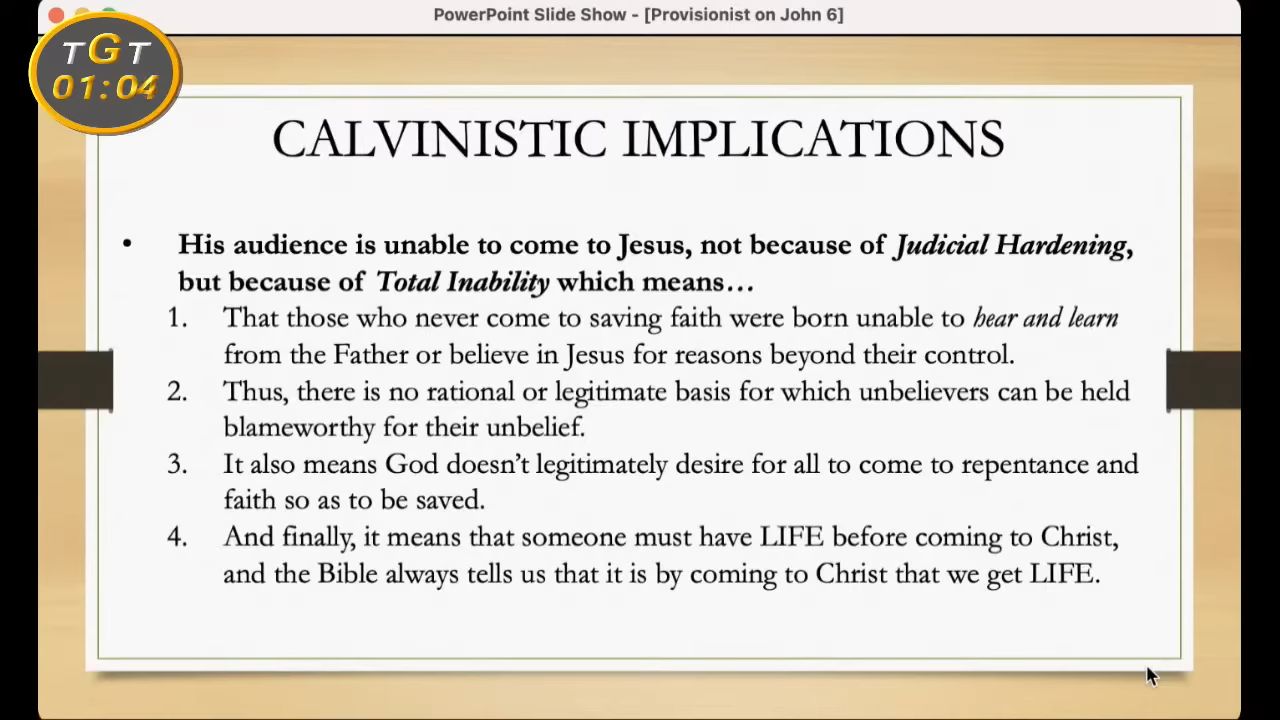 PowerPoint Slide Show - [Provisionist on John 6]
TGT
01:04
CALVINISTIC IMPLICATIONS
• His audience is unable to come to Jesus, not because of Judicial Hardening,
but because of Total Inability which means…
1. That those who never come to saving faith were born unable to hear and learn
from the Father or believe in Jesus for reasons beyond their control.
2. Thus, there is no rational or legitimate basis for which unbelievers can be held
blameworthy for their unbelief.
3. It also means God doesn’t legitimately desire for all to come to repentance and
faith so as to be saved.
4. And finally, it means that someone must have LIFE before coming to Christ,
and the Bible always tells us that it is by coming to Christ that we get LIFE.